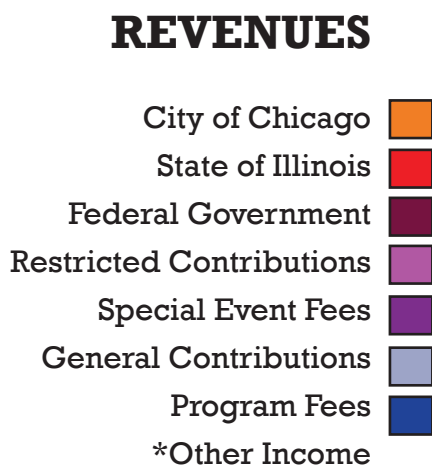 REVENUES
City of Chicago
State of Illinois
Federal Government
Restricted Contributions
Special Event Fees
General Contributions
Program Fees
*Other Income